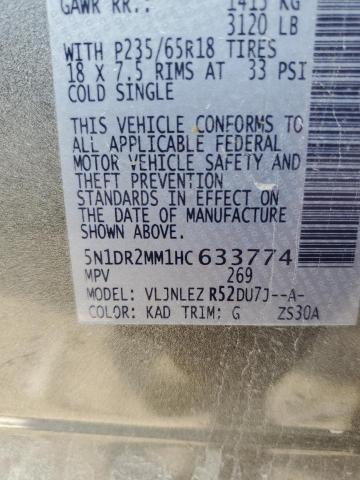 GAWR RR.: 1415 KG
3120 LB
WITH P235/65R18 TIRES
18 X 7.5 RIMS AT 33 PSI
COLD SINGLE
THIS VEHICLE CONFORMS TO
ALL APPLICABLE FEDERAL
MOTOR VEHICLE SAFETY AND
THEFT PREVENTION
STANDARDS IN EFFECT ON
THE DATE OF MANUFACTURE
SHOWN ABOVE.
5N1DR2MM1HC633774
MPV 269
MODEL: VLJNLEZ R52DU7J--A-
COLOR: KAD TRIM: G ZS30A